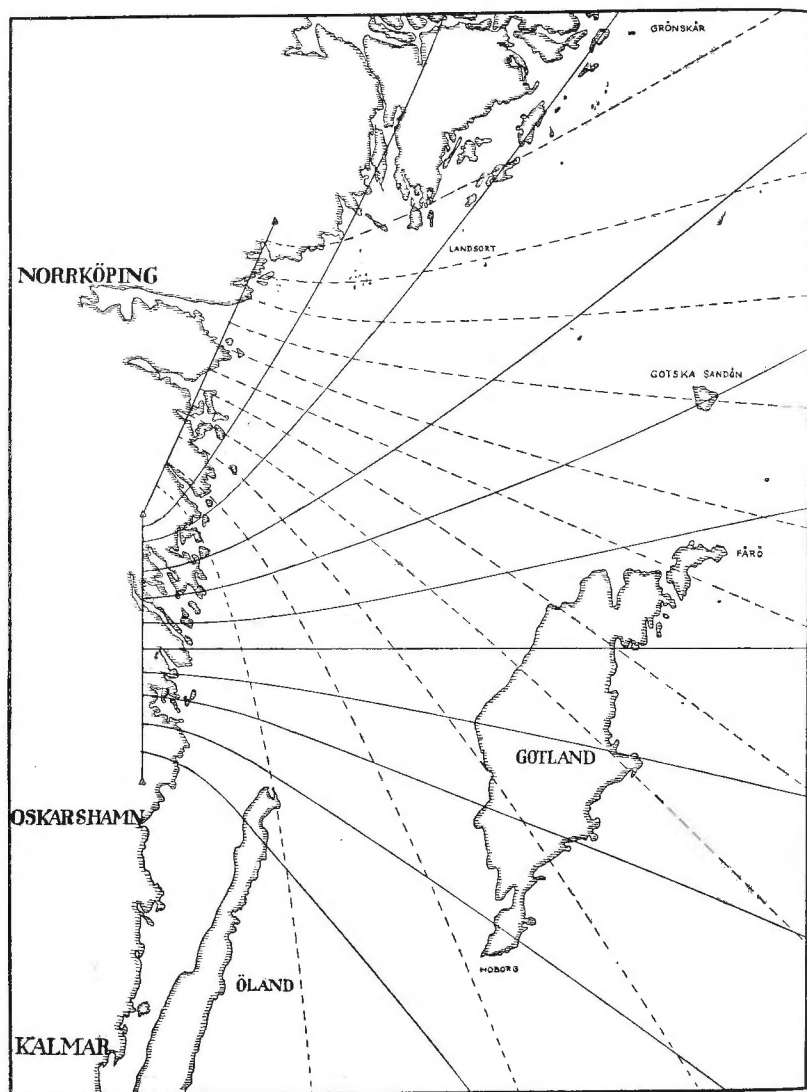 GRÖNSKÄR
LANDSORT
NORRKÖPING
GOTSKA SANDÖN
FÅRÖ
GOTLAND
OSKARSHAMN
HOBORG
ÖLAND
KALMAR